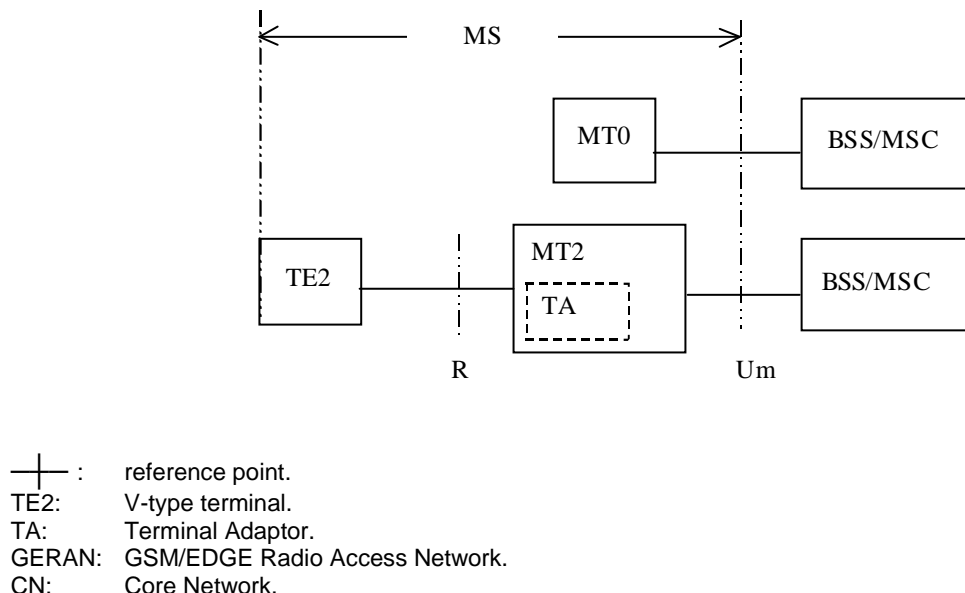 MS
MT0
BSS/MSC
MT2
TE2
TA
BSS/MSC
R
Um
: reference point.
TE2: V-type terminal.
TA: Terminal Adaptor.
GERAN: GSM/EDGE Radio Access Network.
CN: Core Network.